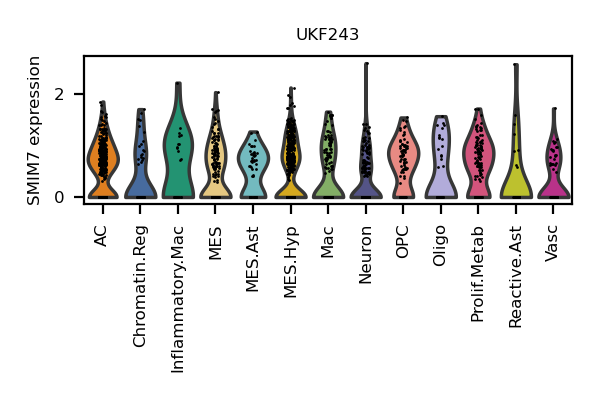 UKF243
SMIM7 expression
2
0
AC
Chromatin.Reg
Inflammatory.Mac
MES
MES.Ast
MES.Hyp
Mac
Neuron
OPC
Oligo
Prolif.Metab
Reactive.Ast
Vasc